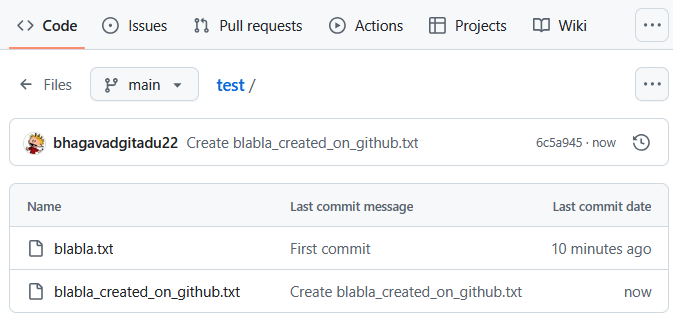 Code Issues Pull requests Actions Projects Wiki ...
Files main test /
bhagavadgitadu22 Create blabla_created_on_github.txt 6c5a945 · now
Name Last commit message Last commit date
blabla.txt First commit 10 minutes ago
blabla_created_on_github.txt Create blabla_created_on_github.txt now